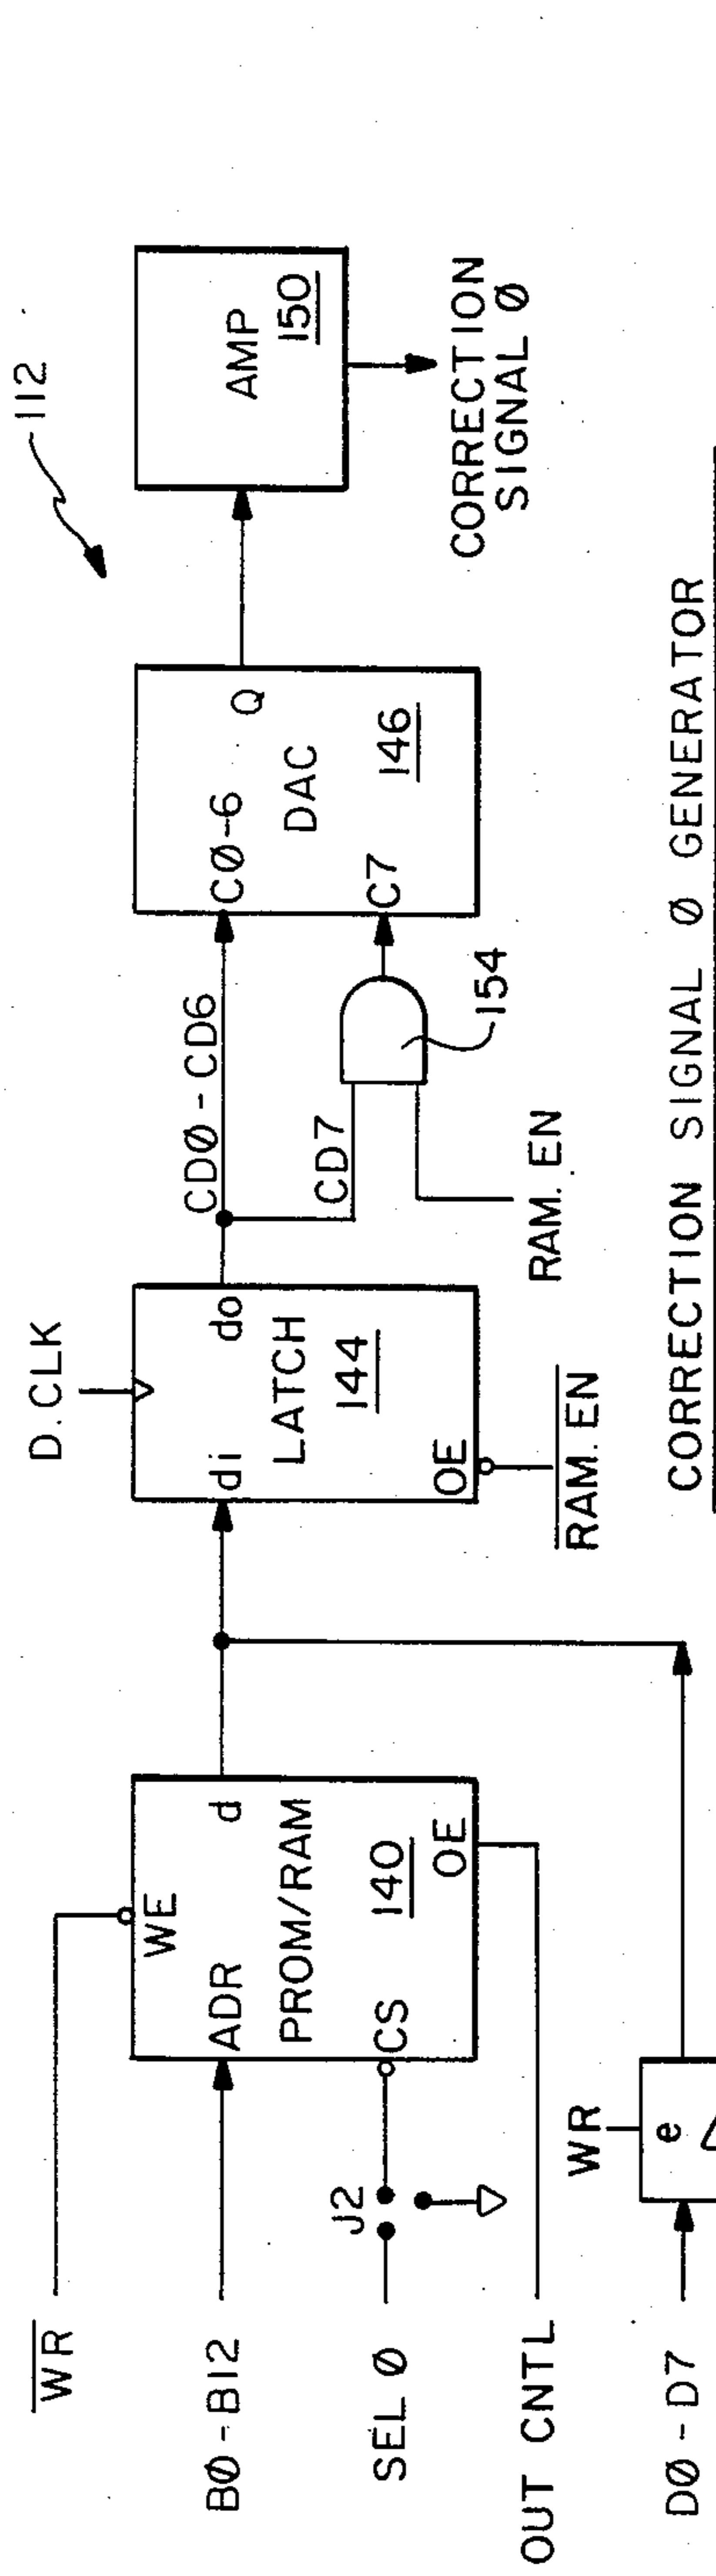 112
WR
D.CLK
B0-B12
ADR
WE
d
PROM/RAM
140
CS
OE
SEL Ø
J2
OUT CNTL
di
do
LATCH
144
OE
RAM. EN
CDØ-CD6
CD7
RAM. EN
154
CØ-6
Q
DAC
146
C7
AMP
150
CORRECTION
SIGNAL Ø
DØ-D7
WR
e
CORRECTION SIGNAL Ø GENERATOR